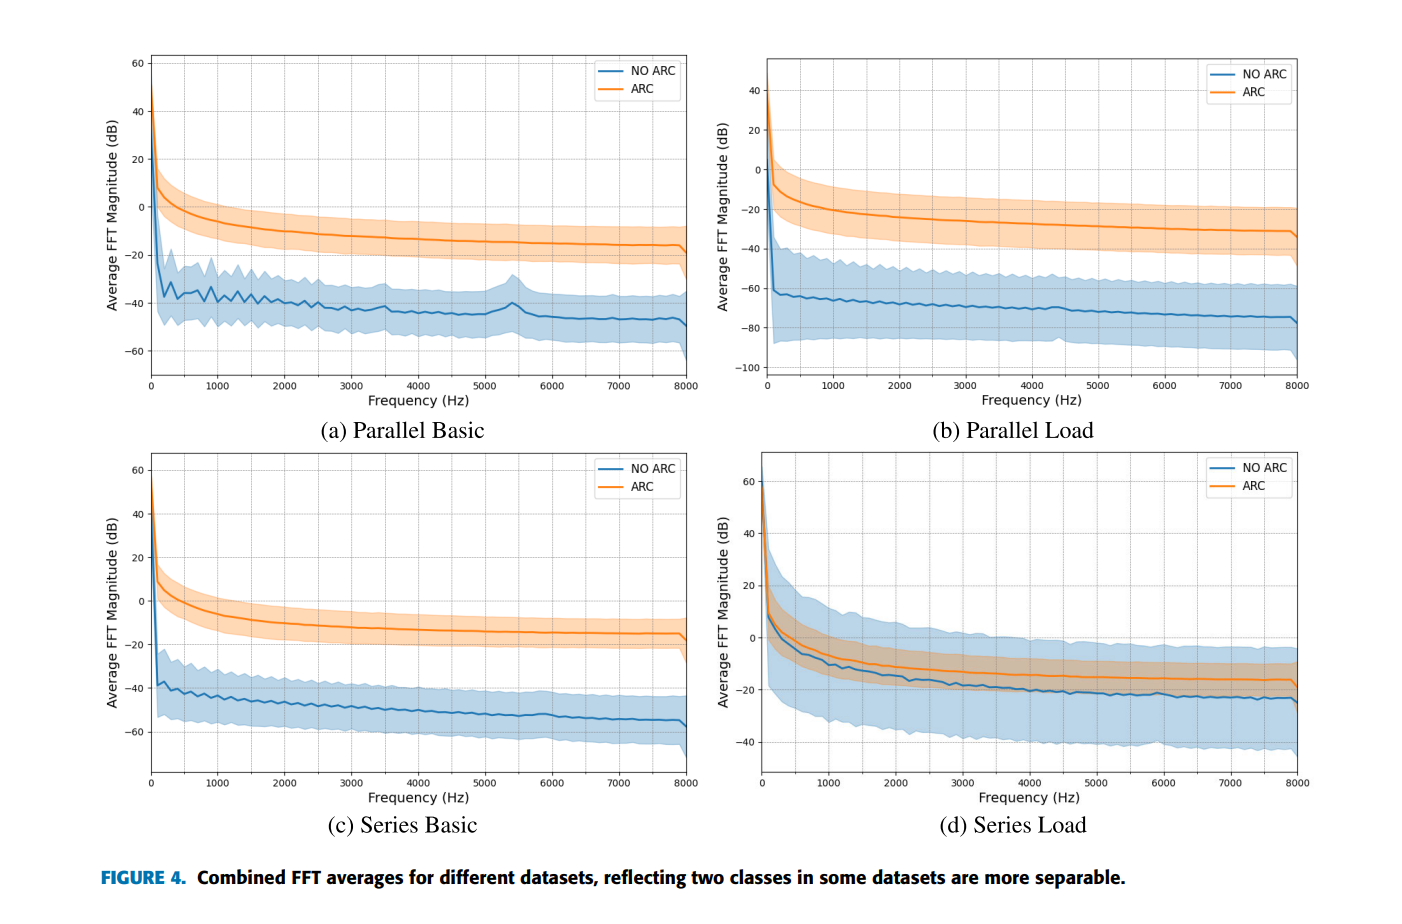 60
40
20
0
−20
−40
−60
Average FFT Magnitude (dB)
NO ARC
ARC
0 1000 2000 3000 4000 5000 6000 7000 8000
Frequency (Hz)
(a) Parallel Basic
40
20
0
−20
−40
−60
−80
−100
Average FFT Magnitude (dB)
NO ARC
ARC
0 1000 2000 3000 4000 5000 6000 7000 8000
Frequency (Hz)
(b) Parallel Load
60
40
20
0
−20
−40
−60
Average FFT Magnitude (dB)
NO ARC
ARC
0 1000 2000 3000 4000 5000 6000 7000 8000
Frequency (Hz)
(c) Series Basic
60
40
20
0
−20
−40
Average FFT Magnitude (dB)
NO ARC
ARC
0 1000 2000 3000 4000 5000 6000 7000 8000
Frequency (Hz)
(d) Series Load
FIGURE 4. Combined FFT averages for different datasets, reflecting two classes in some datasets are more separable.